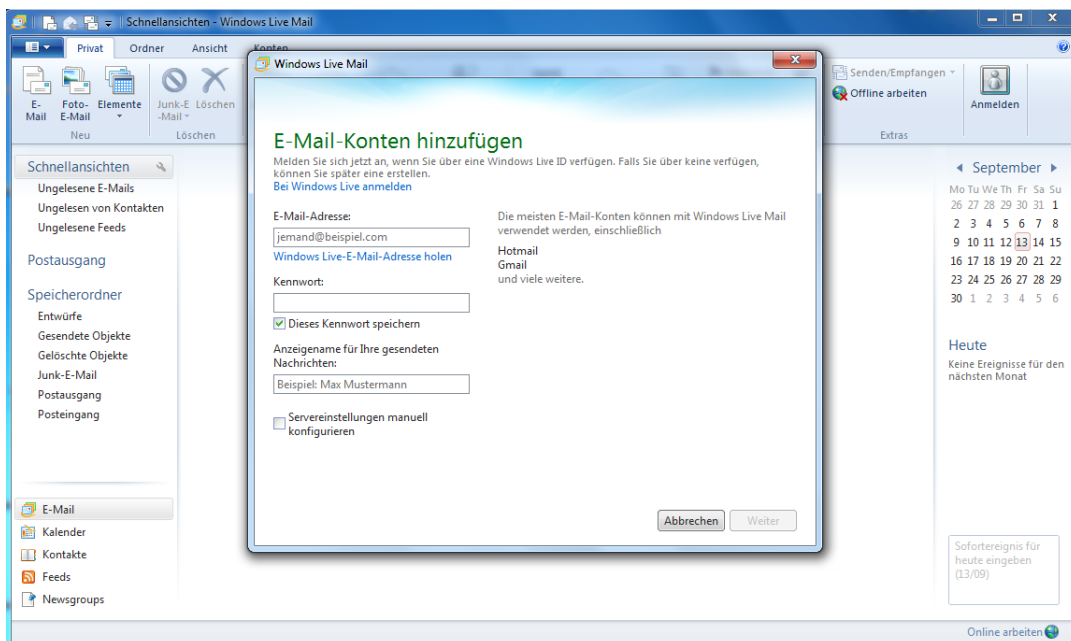 Schnellansichten - Windows Live Mail
Privat Ordner Ansicht Konten
E-Mail
Foto-E-Mail
Elemente
Neu
Junk-E-Mail
Löschen
Löschen
Senden/Empfangen
Offline arbeiten
Extras
Anmelden
Schnellansichten
Ungelesene E-Mails
Ungelesen von Kontakten
Ungelesene Feeds
Postausgang
Speicherordner
Entwürfe
Gesendete Objekte
Gelöschte Objekte
Junk-E-Mail
Postausgang
Posteingang
E-Mail
Kalender
Kontakte
Feeds
Newsgroups
Windows Live Mail
E-Mail-Konten hinzufügen
Melden Sie sich jetzt an, wenn Sie über eine Windows Live ID verfügen. Falls Sie über keine verfügen,
können Sie später eine erstellen.
Bei Windows Live anmelden
E-Mail-Adresse:
jemand@beispiel.com
Windows Live-E-Mail-Adresse holen
Kennwort:
Dieses Kennwort speichern
Anzeigename für Ihre gesendeten
Nachrichten:
Beispiel: Max Mustermann
Servereinstellungen manuell
konfigurieren
Die meisten E-Mail-Konten können mit Windows Live Mail
verwendet werden, einschließlich
Hotmail
Gmail
und viele weitere.
Abbrechen Weiter
September
Mo Tu We Th Fr Sa Su
26 27 28 29 30 31 1
2 3 4 5 6 7 8
9 10 11 12 13 14 15
16 17 18 19 20 21 22
23 24 25 26 27 28 29
30 1 2 3 4 5 6
Heute
Keine Ereignisse für den
nächsten Monat
Sofortereignis für
heute eingeben
(13/09)
Online arbeiten